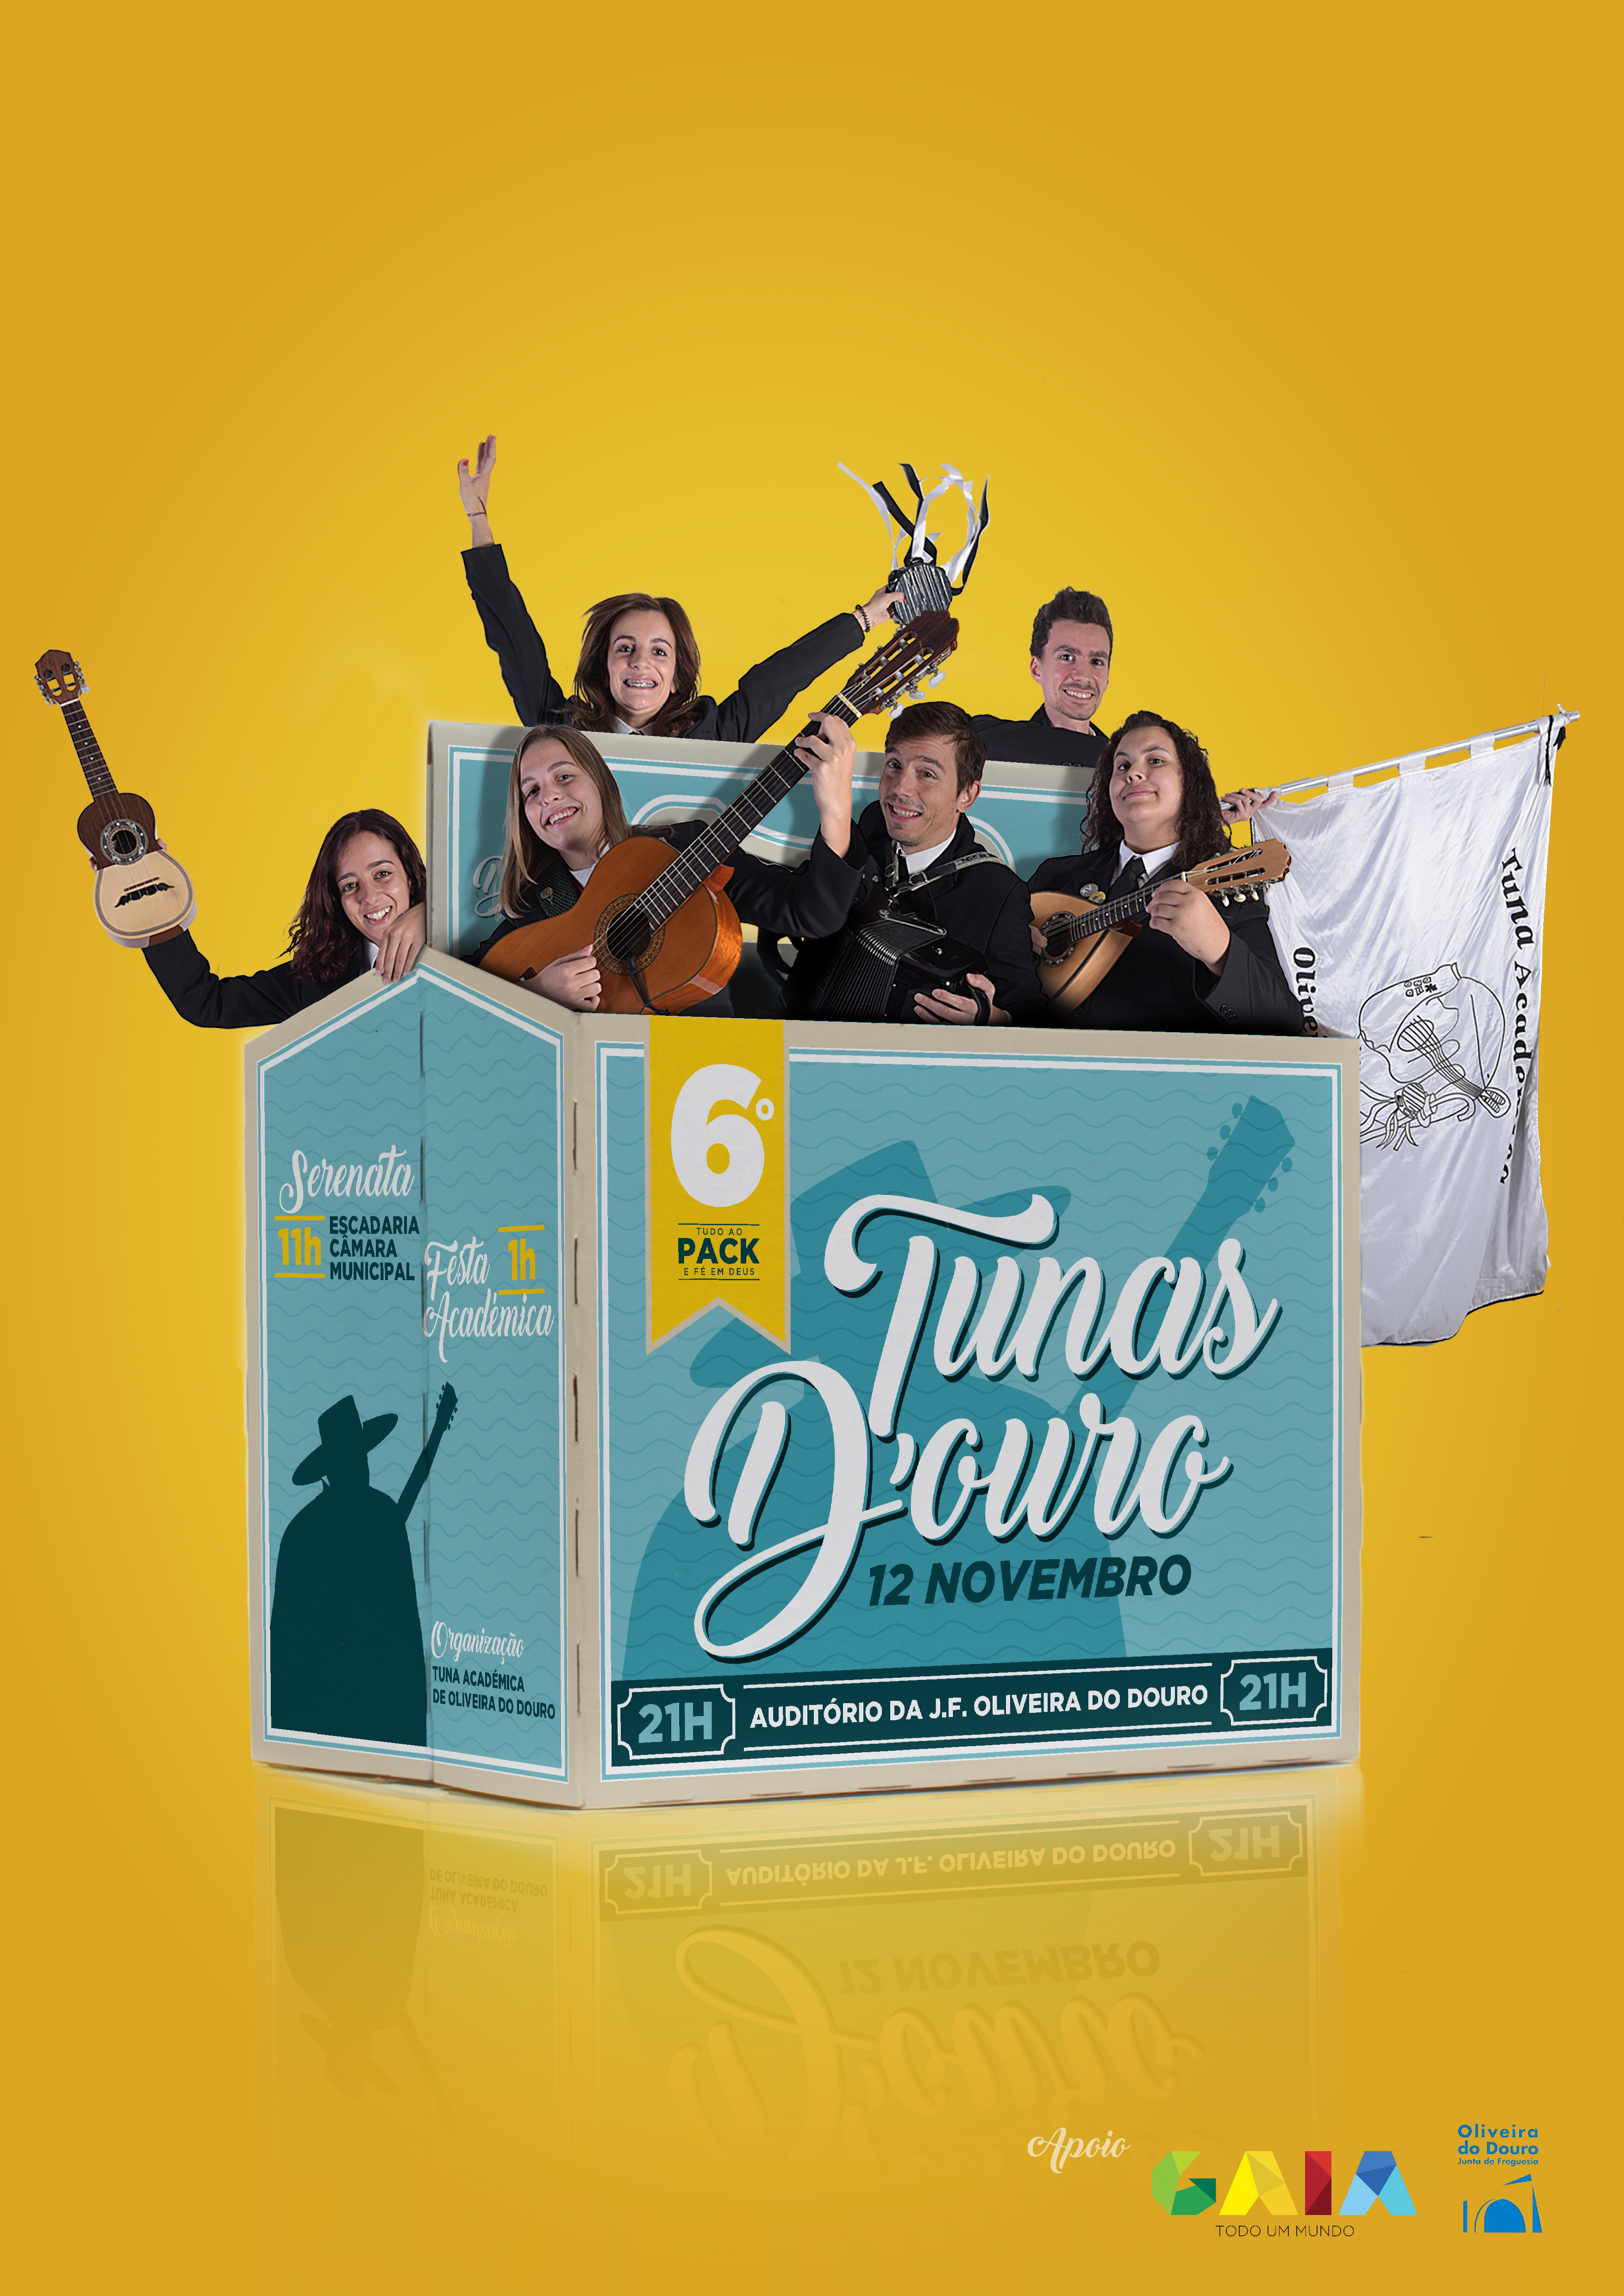 Tuna Académica
Olivei
Serenata
11h
ESCADARIA
CÂMARA
MUNICIPAL
Festa
1h
Académica
Organização
TUNA ACADÉMICA
DE OLIVEIRA DO DOURO
6º
TUDO AO
PACK
E FÉ EM DEUS
Tunas
D'ouro
12 NOVEMBRO
21H
AUDITÓRIO DA J.F. OLIVEIRA DO DOURO
21H
Apoio
GAIA
TODO UM MUNDO
Oliveira
do Douro
Junta de Freguesia